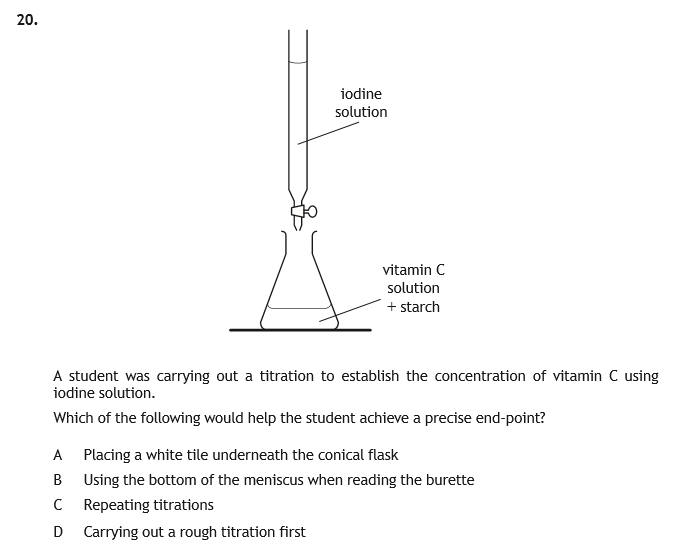 20.
iodine
solution
vitamin C
solution
+ starch
A student was carrying out a titration to establish the concentration of vitamin C using
iodine solution.
Which of the following would help the student achieve a precise end-point?
A Placing a white tile underneath the conical flask
B Using the bottom of the meniscus when reading the burette
C Repeating titrations
D Carrying out a rough titration first